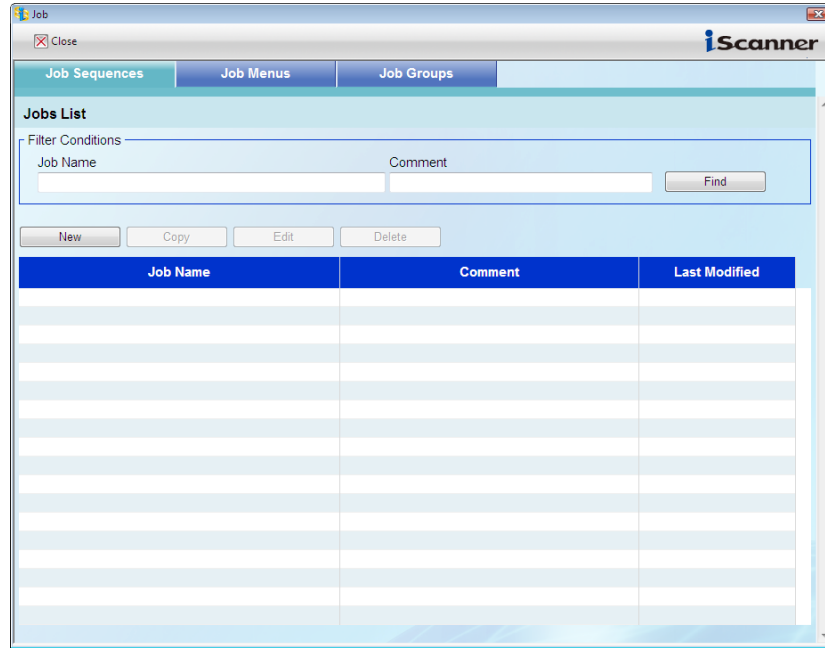 Job
Close
iScanner
Job Sequences Job Menus Job Groups
Jobs List
Filter Conditions
Job Name Comment
Find
New Copy Edit Delete
Job Name Comment Last Modified